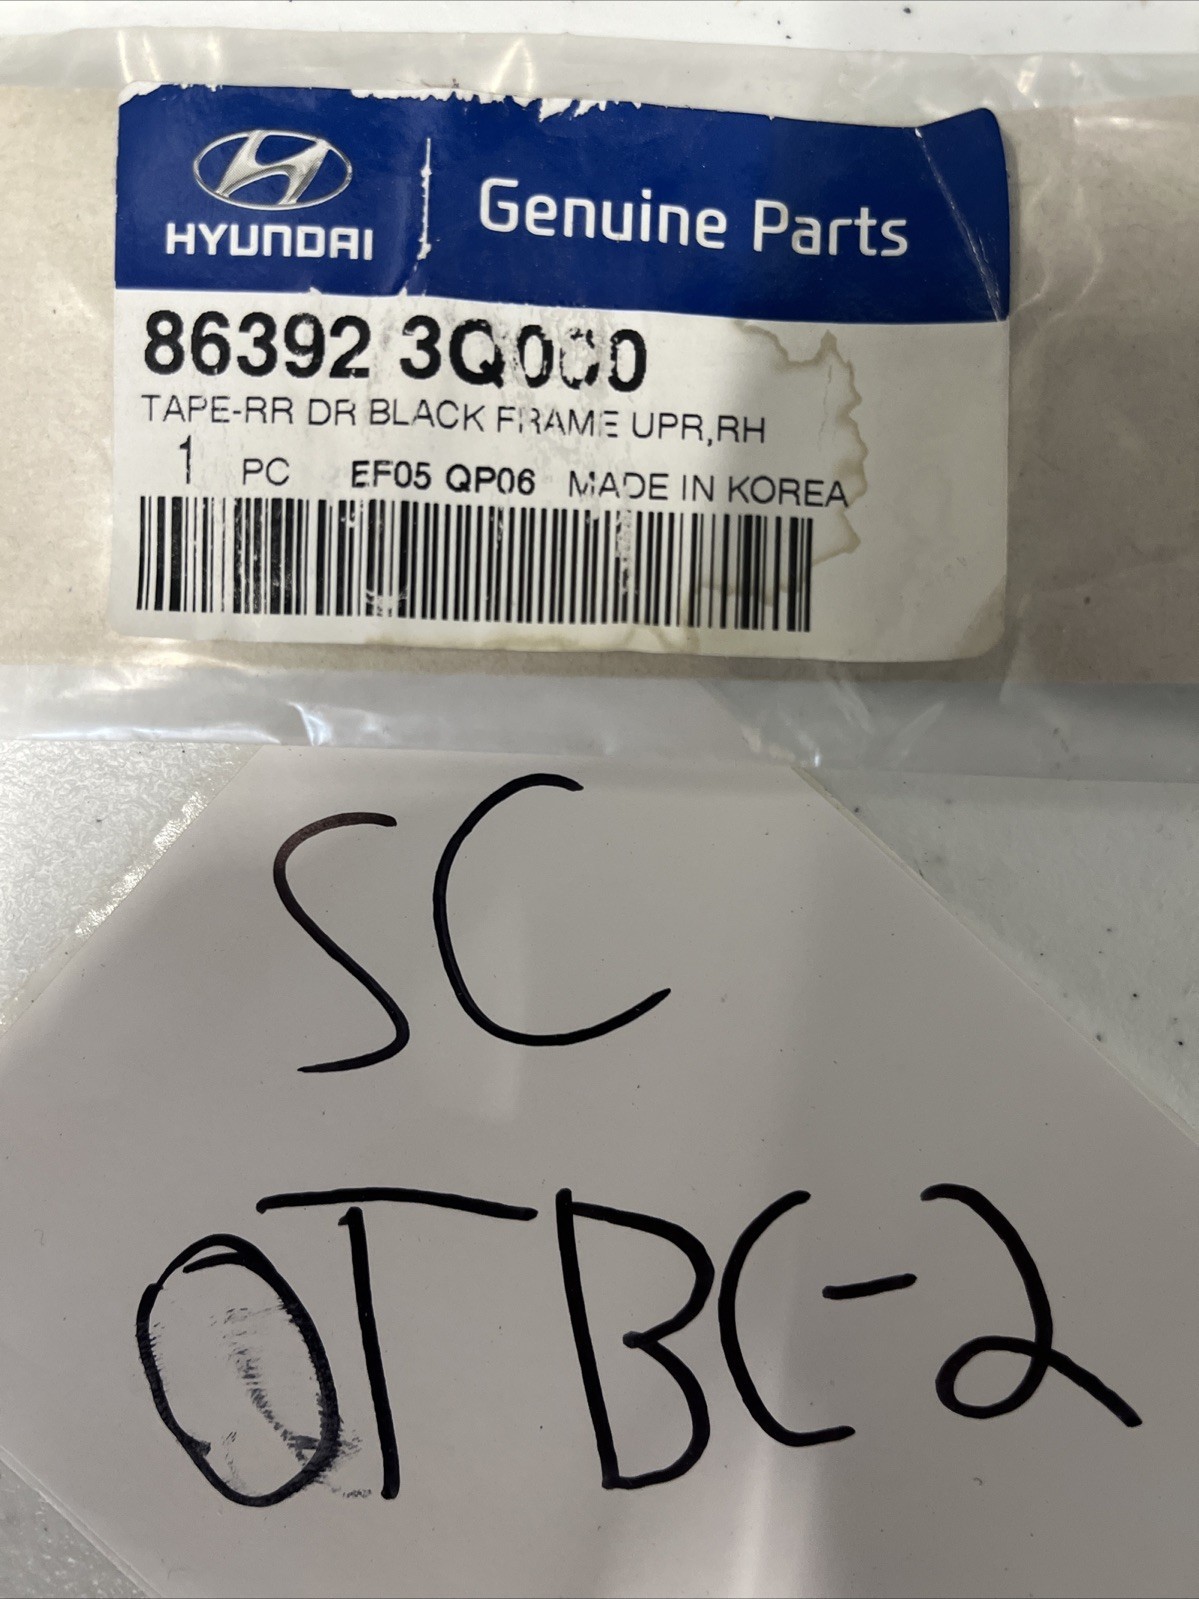 HYUNDAI
Genuine Parts
86392 3Q000
TAPE-RR DR BLACK FRAME UPR,RH
1 PC EF05 QP06 MADE IN KOREA
SC
OTBC-2